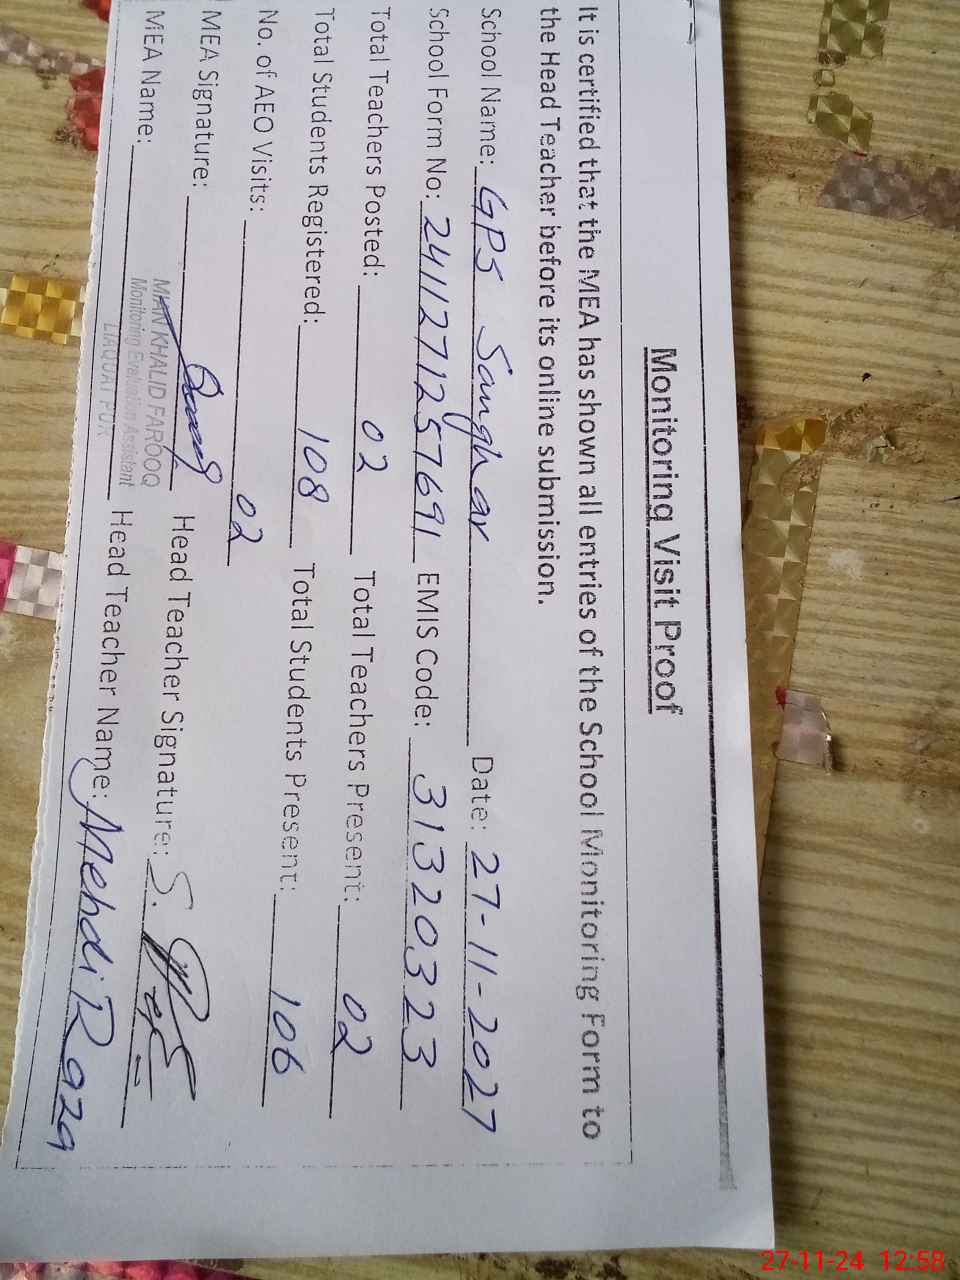 Monitoring Visit Proof
It is certified that the MEA has shown all entries of the School Monitoring Form to
the Head Teacher before its online submission.
School Name: GPS Sanghar Date: 27-11-2027
School Form No: 2411271257691 EMIS Code: 31320323
Total Teachers Posted: 02 Total Teachers Present: 02
Total Students Registered: 108 Total Students Present: 106
No. of AEO Visits: 02
MEA Signature: Head Teacher Signature:
MEA Name: MIAN KHALID FAROOQ Head Teacher Name: Mehdi Raza
Monitoring Evaluation Assistant
LIAQUAT PUR
27-11-24 12:58